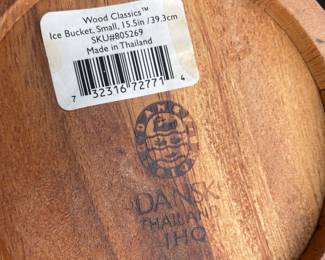 Wood Classics™
Ice Bucket, Small, 15.5in /39.3cm
SKU#805269
Made in Thailand
7 32316 72771 4
DANSK
THAILAND
IHQ